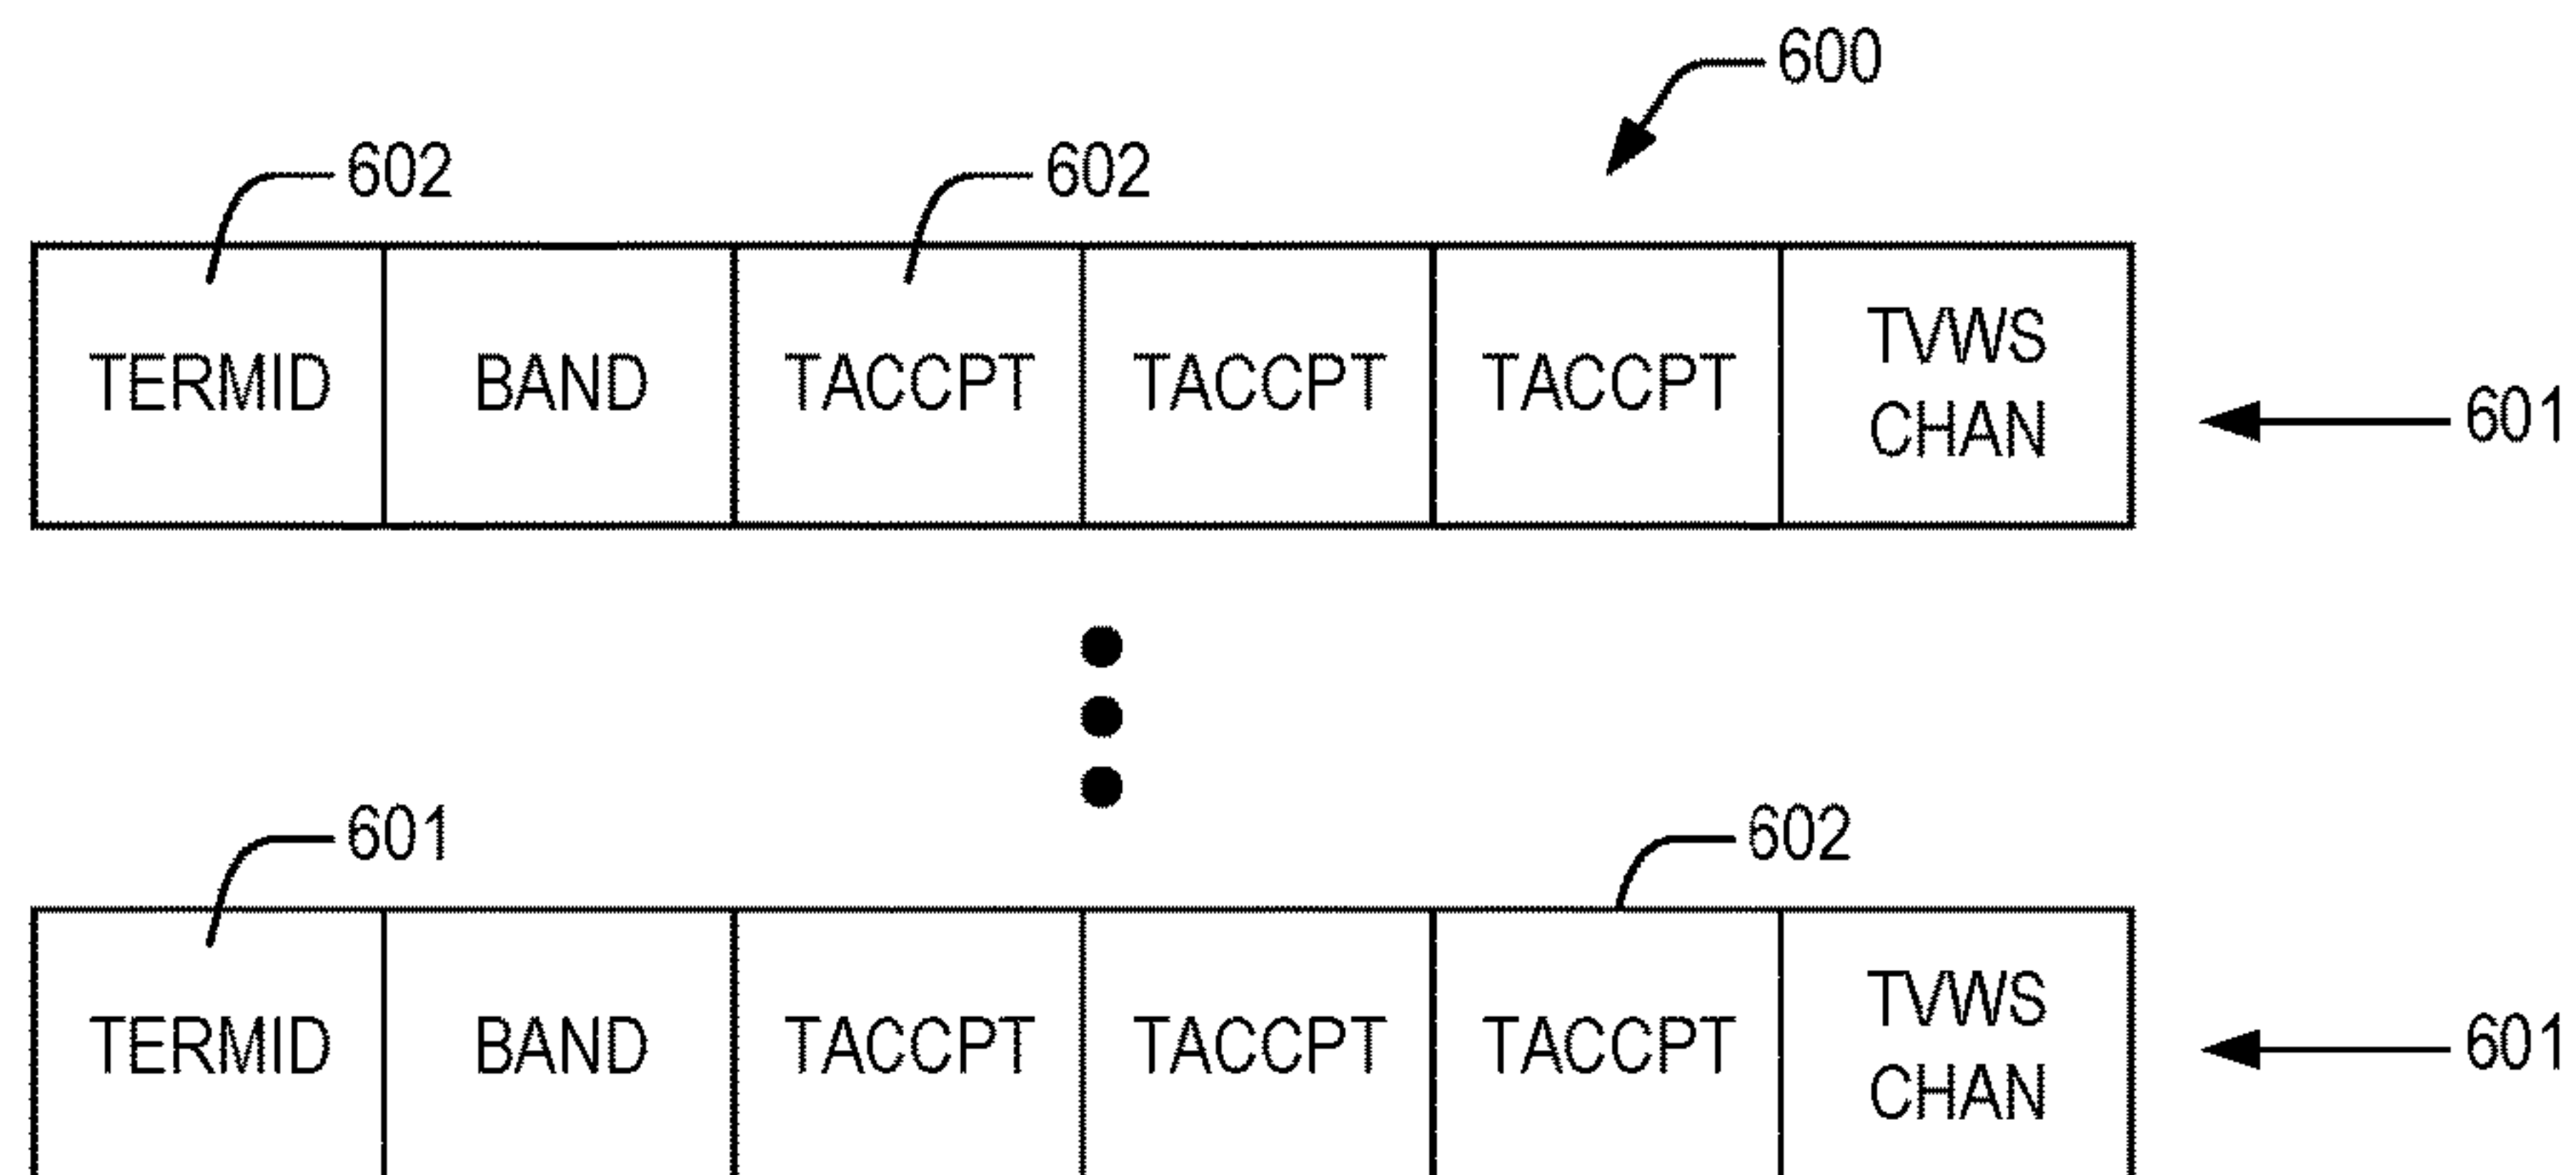 600
602 602
TERMID BAND TACCPT TACCPT TACCPT TVWS
CHAN
601
601 602
TERMID BAND TACCPT TACCPT TACCPT TVWS
CHAN
601